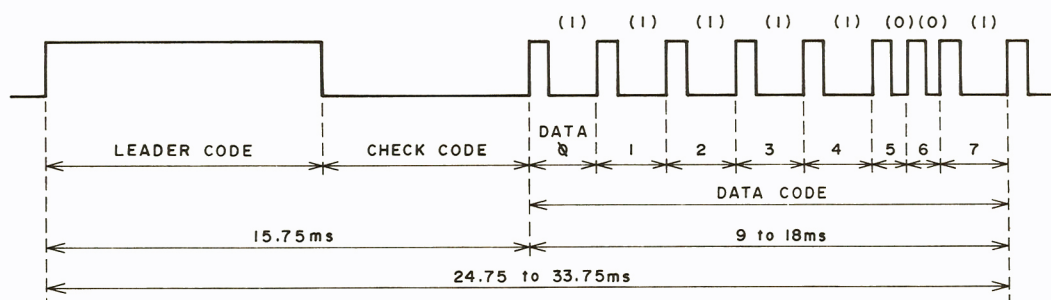 (1) (1) (1) (1) (1) (0) (0) (1)
DATA
LEADER CODE CHECK CODE 0 1 2 3 4 5 6 7
DATA CODE
15.75ms 9 to 18ms
24.75 to 33.75ms